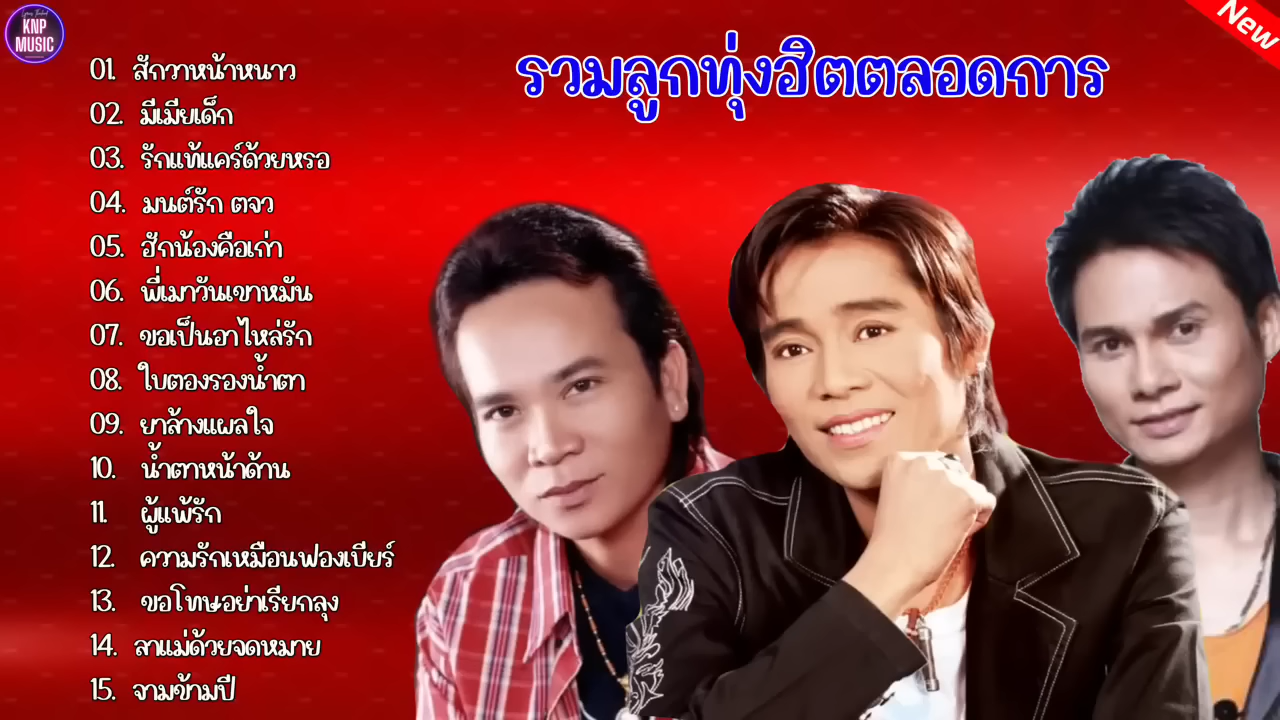 KNP
MUSIC
New
รวมลูกทุ่งฮิตตลอดการ
01. สักวาหน้าหนาว
02. มีเมียเด็ก
03. รักแท้แคร์ด้วยหรอ
04. มนต์รัก ตจว
05. ฮักน้องคือเก่า
06. พี่เมาวันเขาหมั้น
07. ขอเป็นอาไหล่รัก
08. ใบตองรองน้ำตา
09. ยาล้างแผลใจ
10. น้ำตาหน้าด้าน
11. ผู้แพ้รัก
12. ความรักเหมือนฟองเบียร์
13. ขอโทษอย่าเรียกลุง
14. ลาแม่ด้วยจดหมาย
15. จามข้ามปี